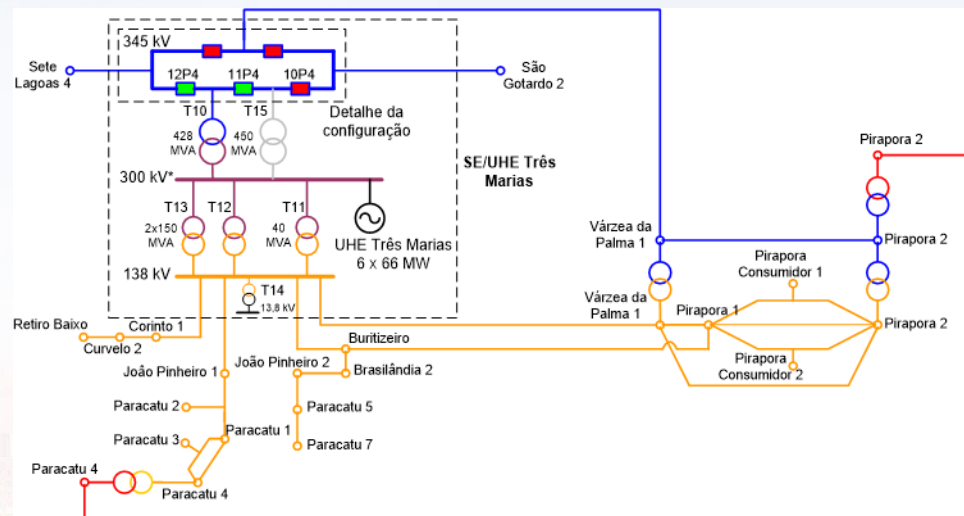 345 kV
Sete
Lagoas 4
12P4
11P4
10P4
São
Gotardo 2
T10
T15
Detalhe da
configuração
428
MVA
450
MVA
SE/UHE Três
Marias
300 kV*
T13
T12
T11
2x150
MVA
40
MVA
UHE Três Marias
6 x 66 MW
138 kV
T14
13,8 kV
Pirapora 2
Várzea da
Palma 1
Pirapora 2
Pirapora
Consumidor 1
Várzea da
Palma 1
Pirapora 1
Pirapora 2
Pirapora
Consumidor 2
Retiro Baixo
Corinto 1
Curvelo 2
Buritizeiro
João Pinheiro 1
João Pinheiro 2
Brasilândia 2
Paracatu 2
Paracatu 5
Paracatu 3
Paracatu 1
Paracatu 7
Paracatu 4
Paracatu 4